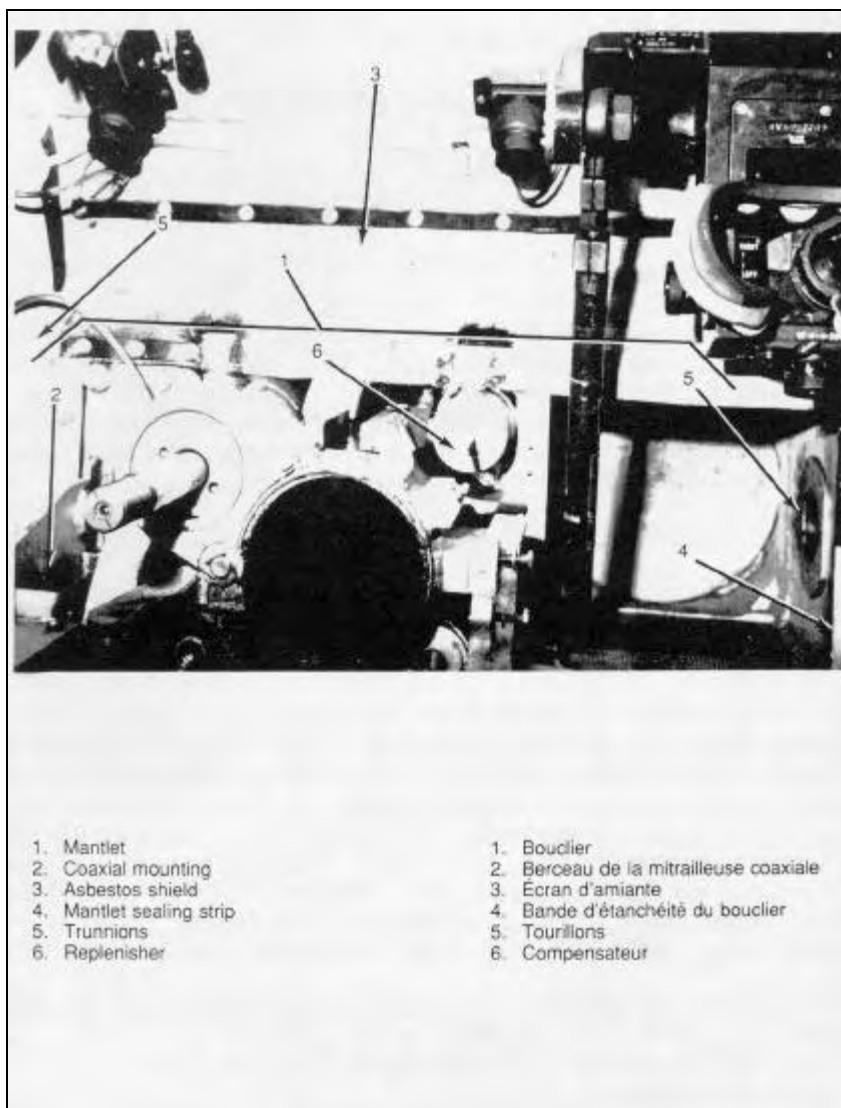 3
5
1
6
2
5
4
1. Mantlet
2. Coaxial mounting
3. Asbestos shield
4. Mantlet sealing strip
5. Trunnions
6. Replenisher
1. Bouclier
2. Berceau de la mitrailleuse coaxiale
3. Écran d'amiante
4. Bande d'étanchéité du bouclier
5. Tourillons
6. Compensateur